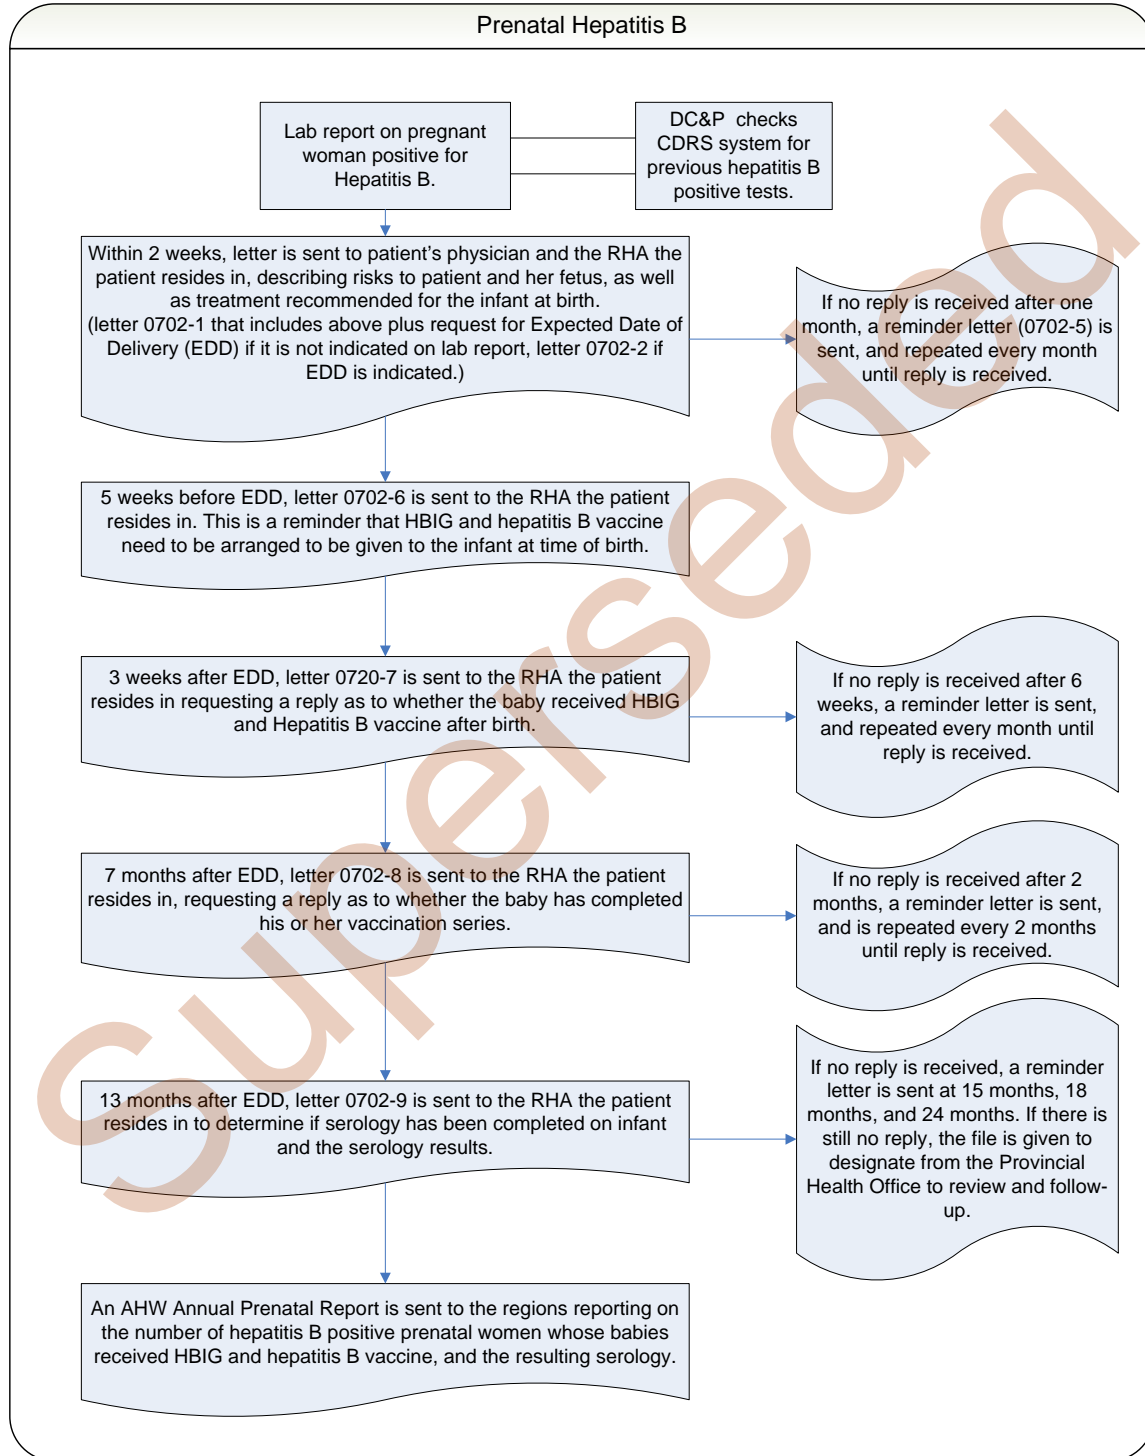 Prenatal Hepatitis B
Lab report on pregnant
woman positive for
Hepatitis B.
DC&P checks
CDRS system for
previous hepatitis B
positive tests.
Within 2 weeks, letter is sent to patient's physician and the RHA the
patient resides in, describing risks to patient and her fetus, as well
as treatment recommended for the infant at birth.
(letter 0702-1 that includes above plus request for Expected Date of
Delivery (EDD) if it is not indicated on lab report, letter 0702-2 if
EDD is indicated.)
If no reply is received after one
month, a reminder letter (0702-5) is
sent, and repeated every month
until reply is received.
5 weeks before EDD, letter 0702-6 is sent to the RHA the patient
resides in. This is a reminder that HBIG and hepatitis B vaccine
need to be arranged to be given to the infant at time of birth.
3 weeks after EDD, letter 0720-7 is sent to the RHA the patient
resides in requesting a reply as to whether the baby received HBIG
and Hepatitis B vaccine after birth.
If no reply is received after 6
weeks, a reminder letter is sent,
and repeated every month until
reply is received.
7 months after EDD, letter 0702-8 is sent to the RHA the patient
resides in, requesting a reply as to whether the baby has completed
his or her vaccination series.
If no reply is received after 2
months, a reminder letter is sent,
and is repeated every 2 months
until reply is received.
13 months after EDD, letter 0702-9 is sent to the RHA the patient
resides in to determine if serology has been completed on infant
and the serology results.
If no reply is received, a reminder
letter is sent at 15 months, 18
months, and 24 months. If there is
still no reply, the file is given to
designate from the Provincial
Health Office to review and follow-
up.
An AHW Annual Prenatal Report is sent to the regions reporting on
the number of hepatitis B positive prenatal women whose babies
received HBIG and hepatitis B vaccine, and the resulting serology.
Superseded